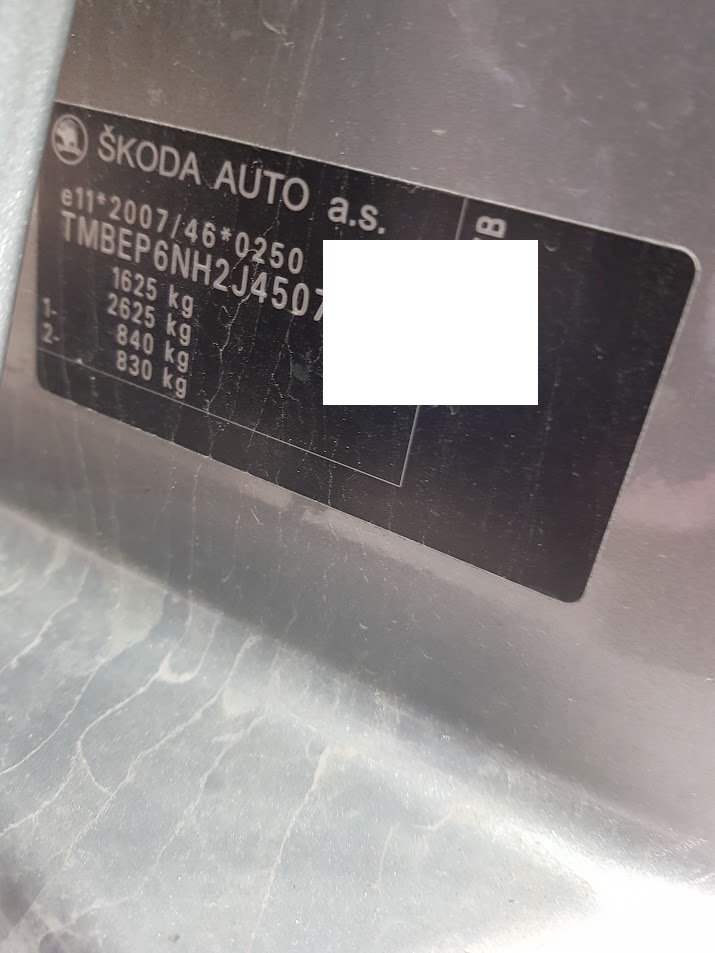 ŠKODA AUTO a.s.
e11*2007/46*0250
TMBEP6NH2J4507
1625 kg
2625 kg
1- 840 kg
2- 830 kg
B